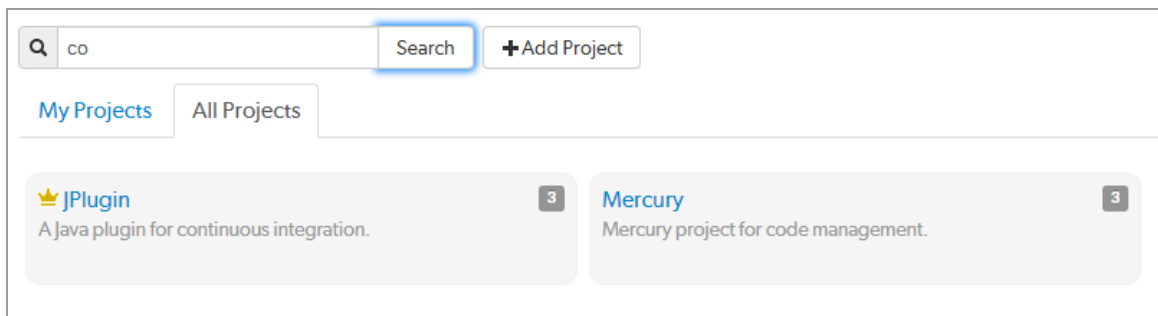 co Search +Add Project
My Projects All Projects
JPlugin 3 Mercury 3
A Java plugin for continuous integration. Mercury project for code management.